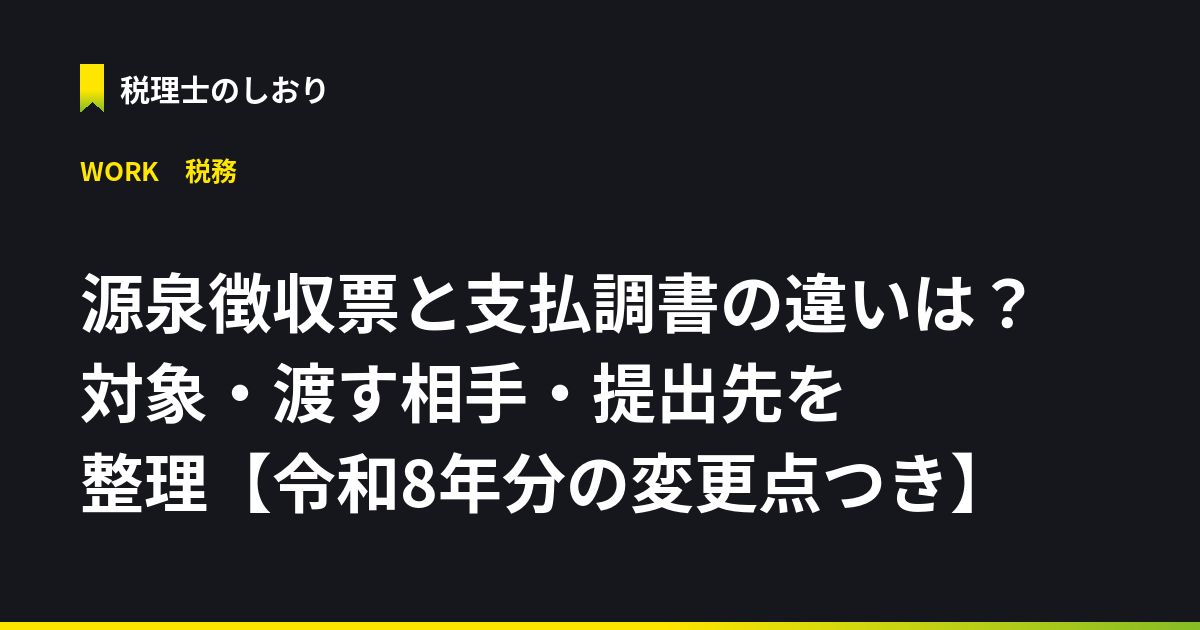 税理士のしおり
WORK 税務
源泉徴収票と支払調書の違いは？
対象・渡す相手・提出先を
整理【令和8年分の変更点つき】